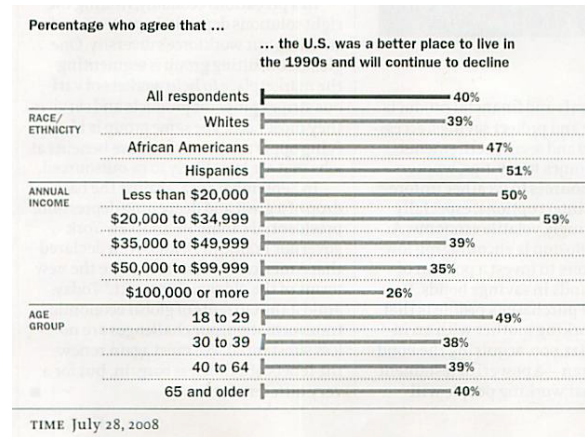 Percentage who agree that ...
... the U.S. was a better place to live in
the 1990s and will continue to decline
All respondents 40%
RACE/
ETHNICITY
Whites 39%
African Americans 47%
Hispanics 51%
ANNUAL
INCOME
Less than $20,000 50%
$20,000 to $34,999 59%
$35,000 to $49,999 39%
$50,000 to $99,999 35%
$100,000 or more 26%
AGE
GROUP
18 to 29 49%
30 to 39 38%
40 to 64 39%
65 and older 40%
TIME July 28, 2008